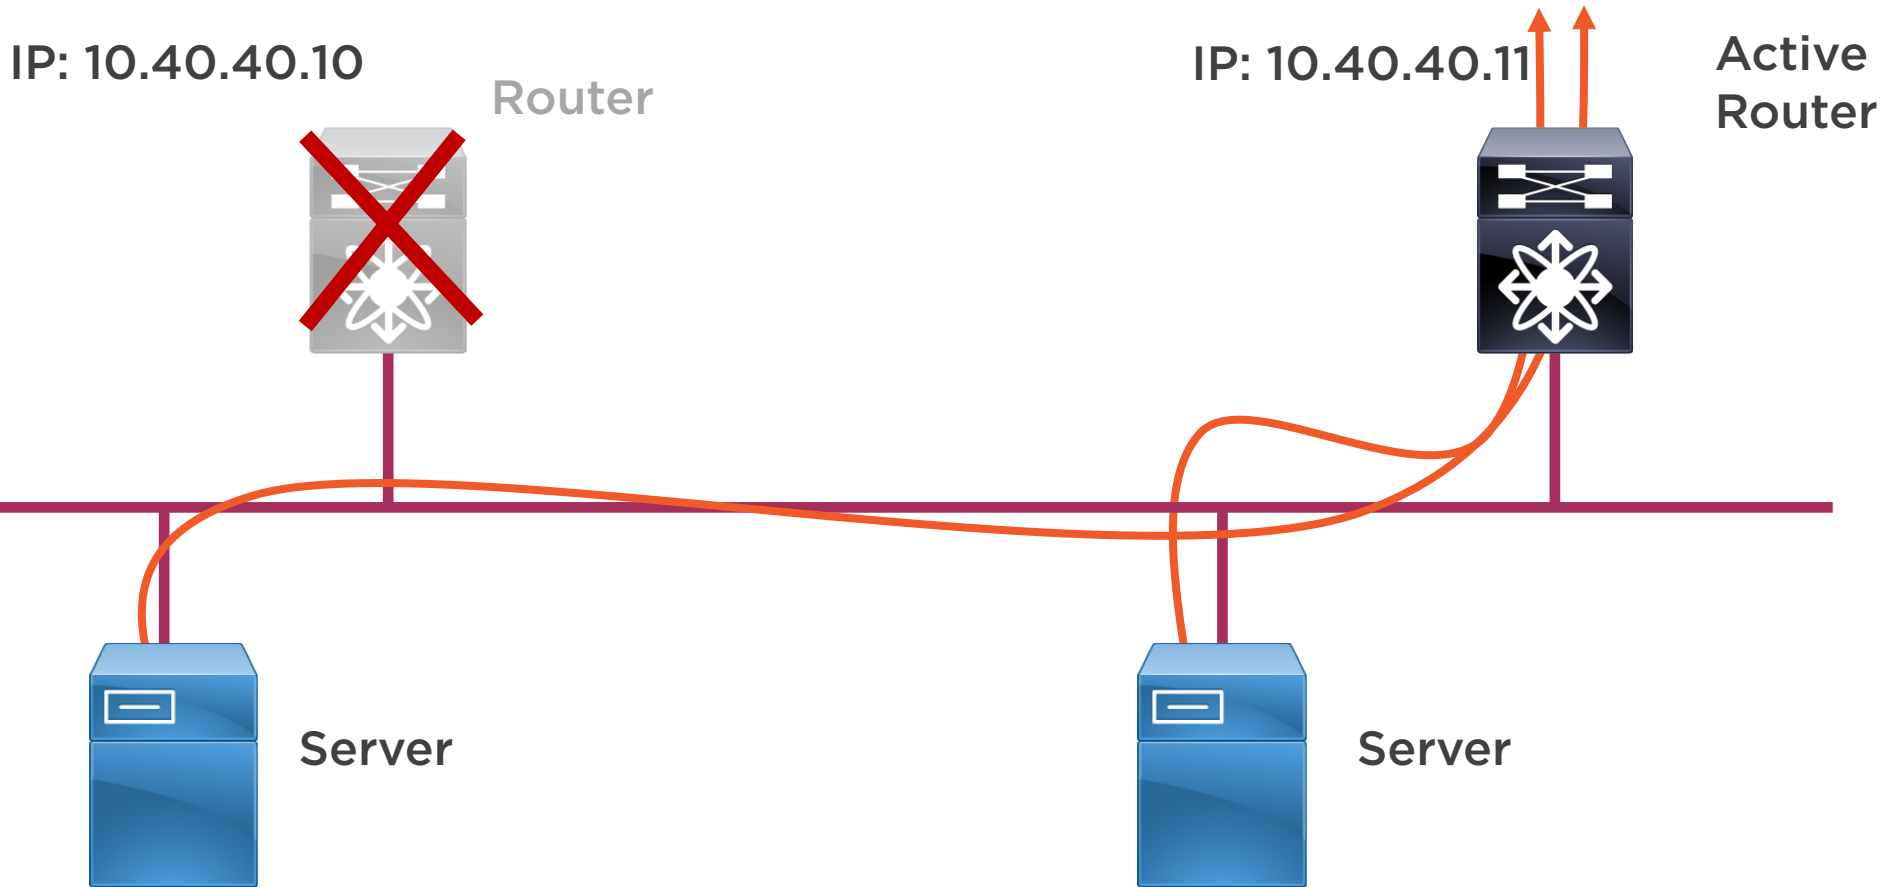 IP: 10.40.40.10
Router
IP: 10.40.40.11
Active
Router
Server
Server